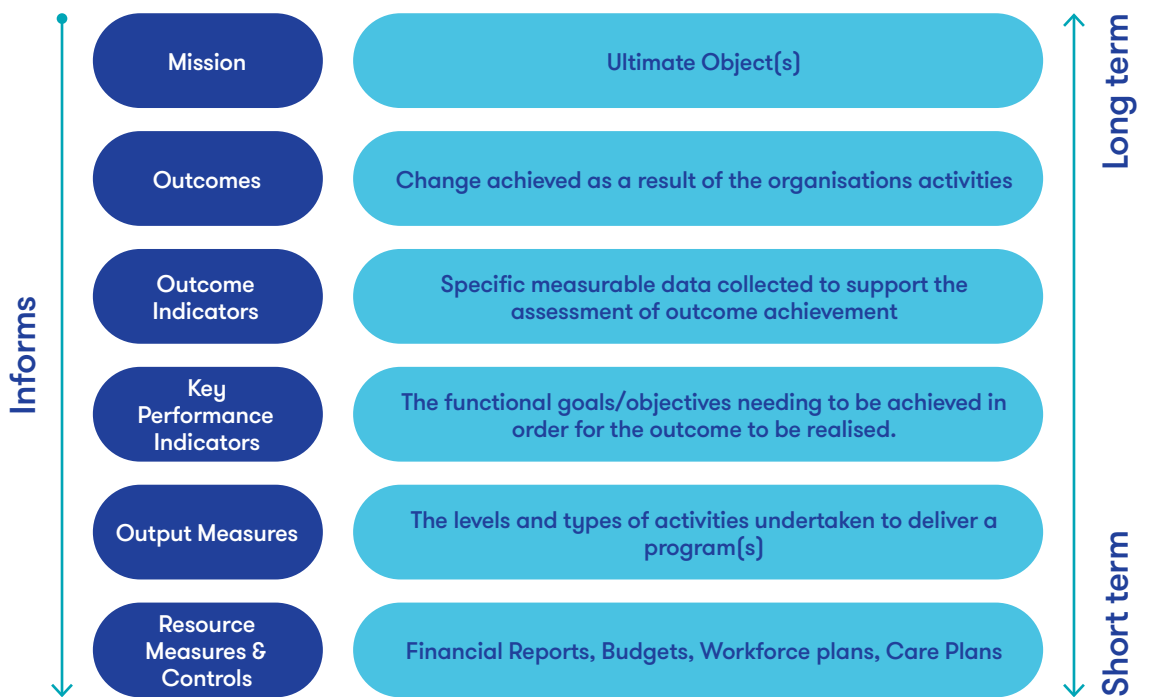 Mission
Ultimate Object(s)
Outcomes
Change achieved as a result of the organisations activities
Outcome
Indicators
Specific measurable data collected to support the
assessment of outcome achievement
Key
Performance
Indicators
The functional goals/objectives needing to be achieved in
order for the outcome to be realised.
Output Measures
The levels and types of activities undertaken to deliver a
program(s)
Resource
Measures &
Controls
Financial Reports, Budgets, Workforce plans, Care Plans
Informs
Long term
Short term